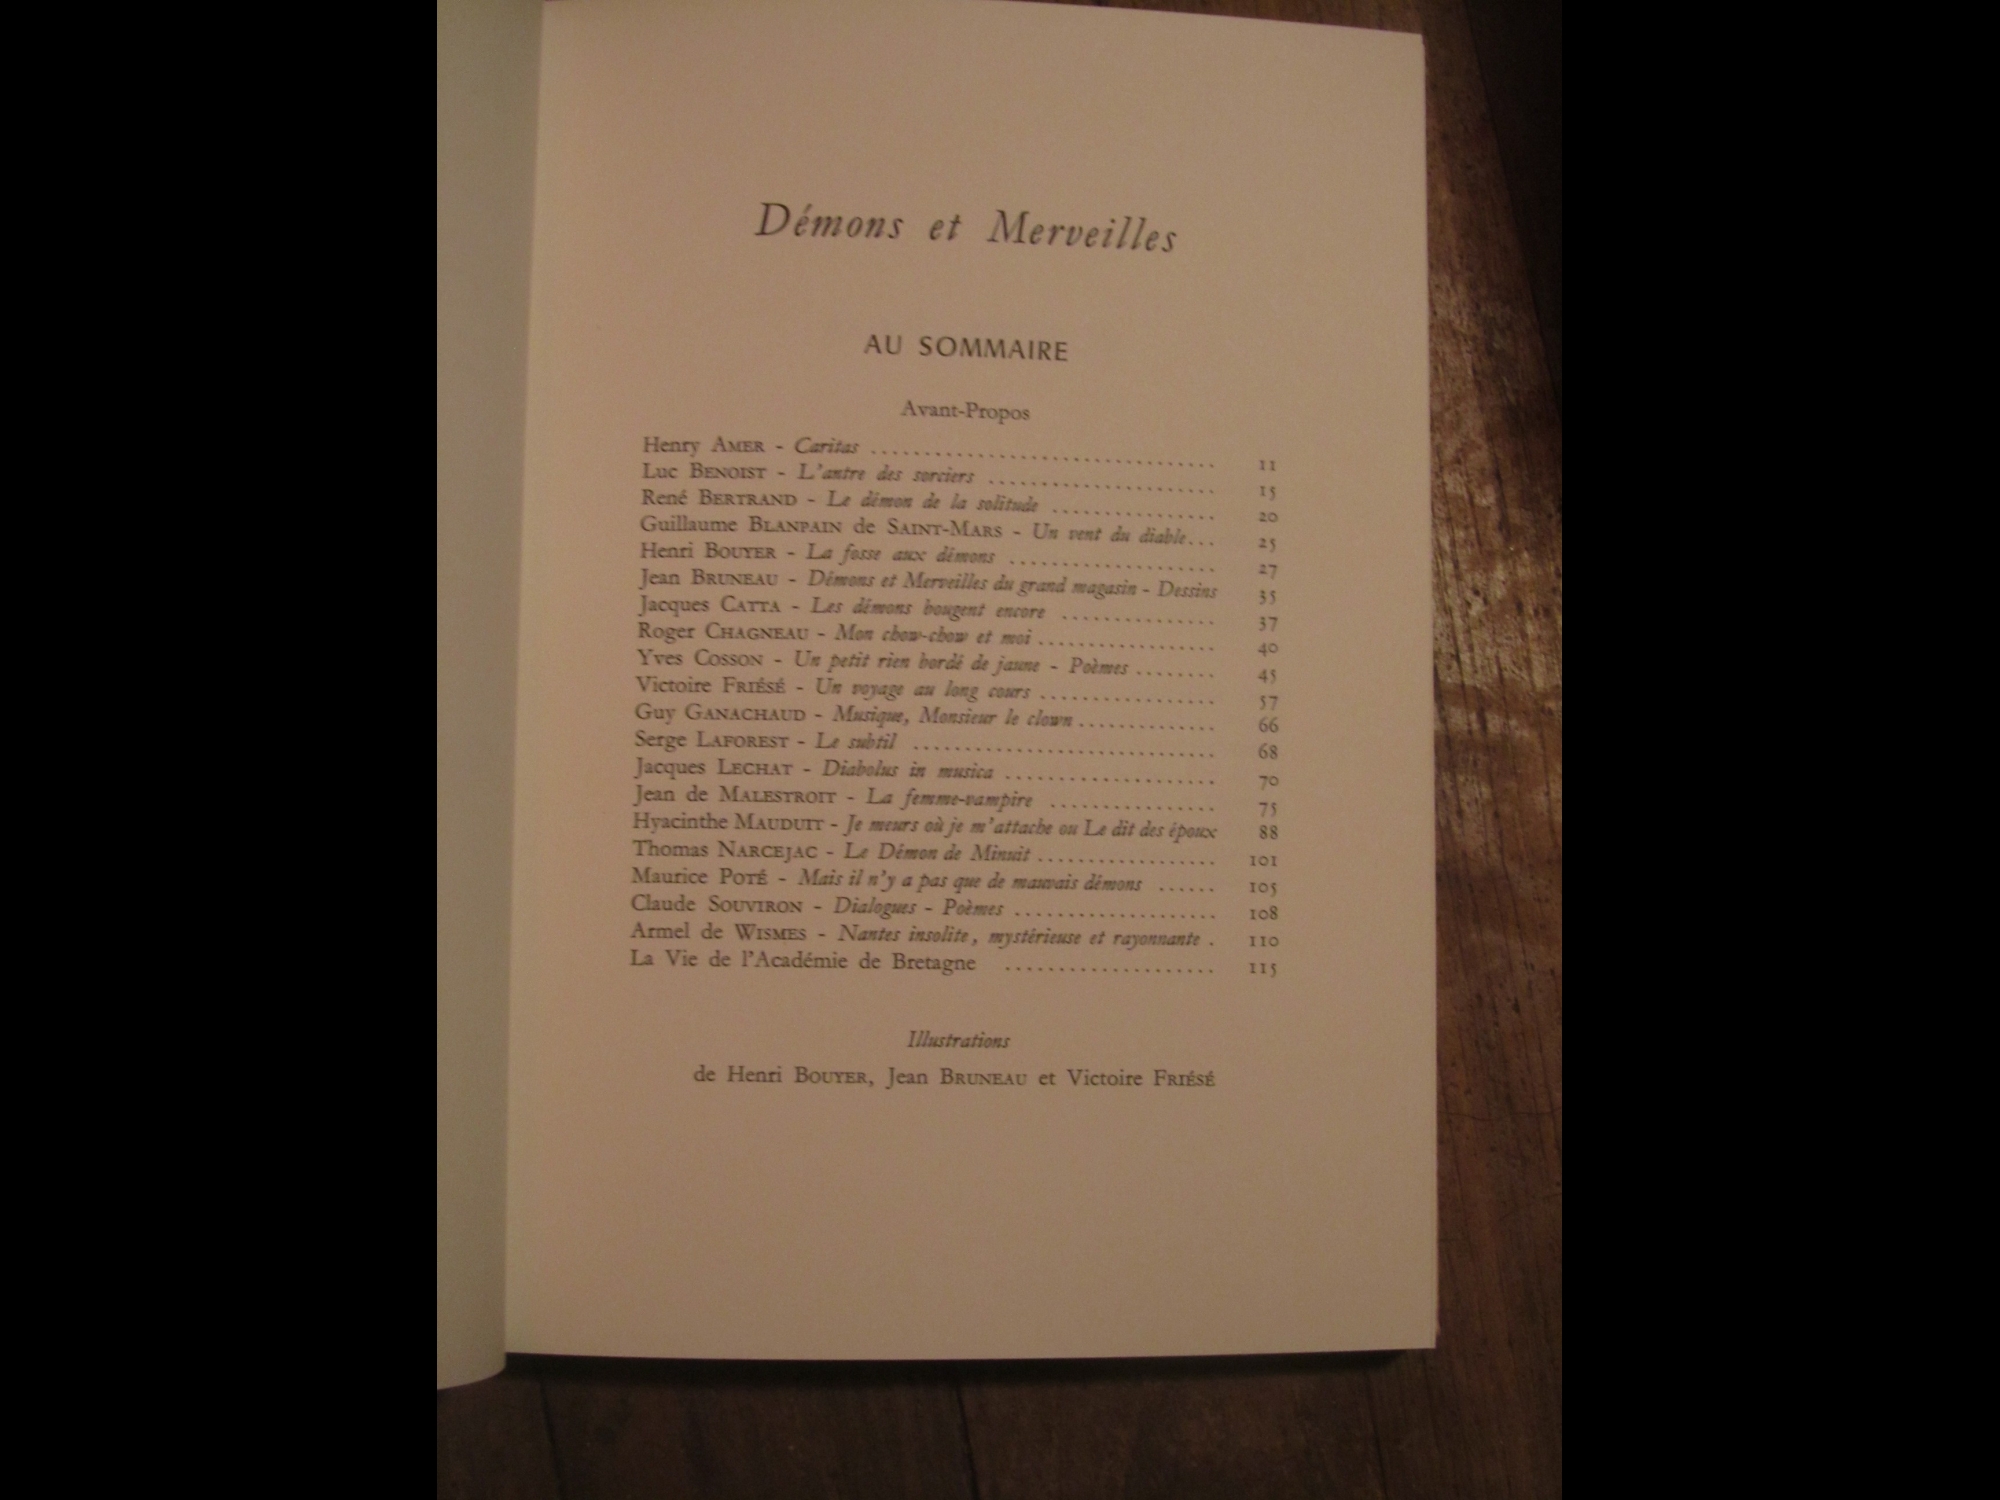 Démons et Merveilles
AU SOMMAIRE
Avant-Propos
Henry AMER - Caritas ................................ 11
Luc BENOIST - L'antre des sorciers ...................... 15
René BERTRAND - Le démon de la solitude ................ 20
Guillaume BLANPAIN de SAINT-MARS - Un vent du diable... 25
Henri BOUYER - La fosse aux démons .................... 27
Jean BRUNEAU - Démons et Merveilles du grand magasin - Dessins 35
Jacques CATTA - Les démons bougent encore ............... 37
Roger CHAGNEAU - Mon chow-chow et moi ................. 40
Yves COSSON - Un petit rien bordé de jaune - Poèmes ........ 45
Victoire FRIÉSÉ - Un voyage au long cours ................. 57
Guy GANACHAUD - Musique, Monsieur le clown ............. 66
Serge LAFOREST - Le subtil ............................. 68
Jacques LECHAT - Diabolus in musica .................... 70
Jean de MALESTROIT - La femme-vampire ................ 75
Hyacinthe MAUDUIT - Je meurs où je m'attache ou Le dit des époux 88
Thomas NARCEJAC - Le Démon de Minuit ................. 101
Maurice POTÉ - Mais il n'y a pas que de mauvais démons ...... 105
Claude SOUVIRON - Dialogues - Poèmes ................... 108
Armel de WISMES - Nantes insolite, mystérieuse et rayonnante . 110
La Vie de l'Académie de Bretagne .................... 115
Illustrations
de Henri BOUYER, Jean BRUNEAU et Victoire FRIÉSÉ